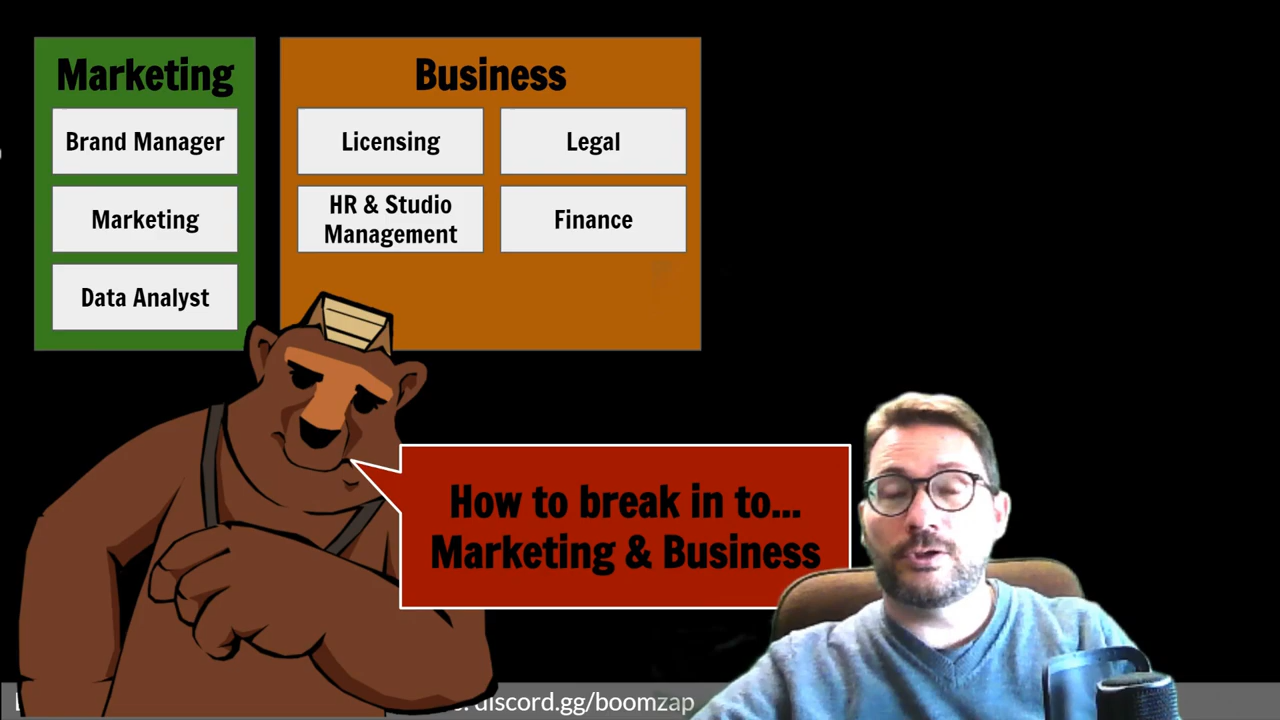 Marketing
Brand Manager
Marketing
Data Analyst
Business
Licensing
Legal
HR & Studio
Management
Finance
How to break in to...
Marketing & Business
discord.gg/boomzap